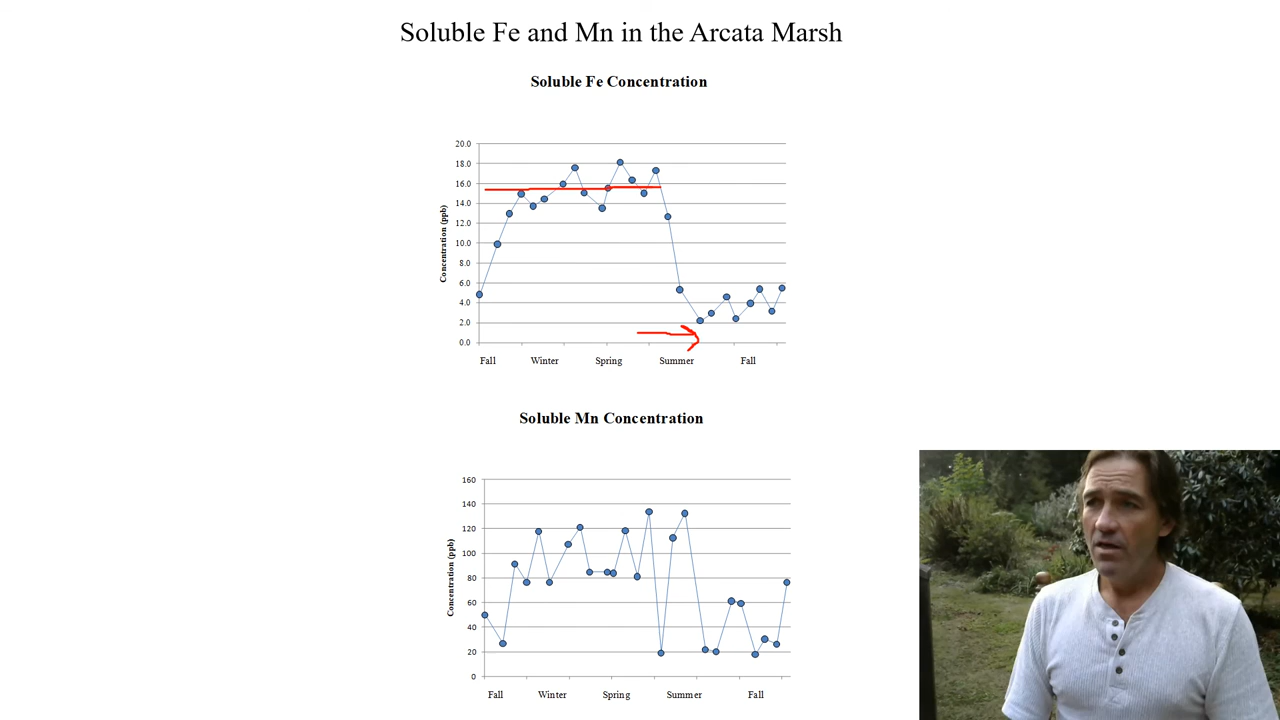 Soluble Fe and Mn in the Arcata Marsh
Soluble Fe Concentration
Concentration (ppb)
20.0
18.0
16.0
14.0
12.0
10.0
8.0
6.0
4.0
2.0
0.0
Fall Winter Spring Summer Fall
Soluble Mn Concentration
Concentration (ppb)
160
140
120
100
80
60
40
20
0
Fall Winter Spring Summer Fall